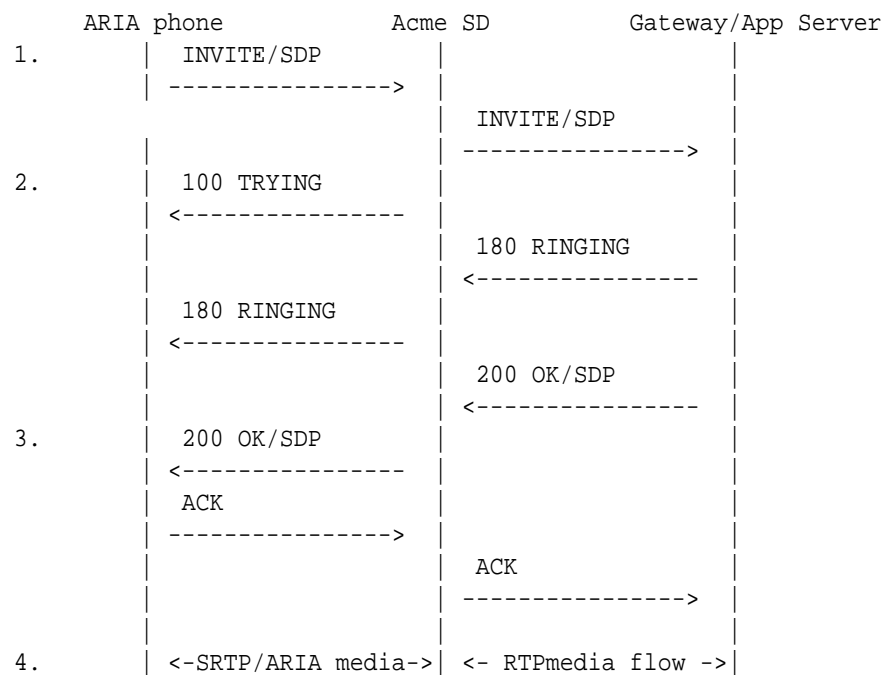 ARIA phone Acme SD Gateway/App Server
1. INVITE/SDP
INVITE/SDP
2. 100 TRYING
180 RINGING
180 RINGING
200 OK/SDP
3. 200 OK/SDP
ACK
ACK
4. <-SRTP/ARIA media-> <- RTPmedia flow ->